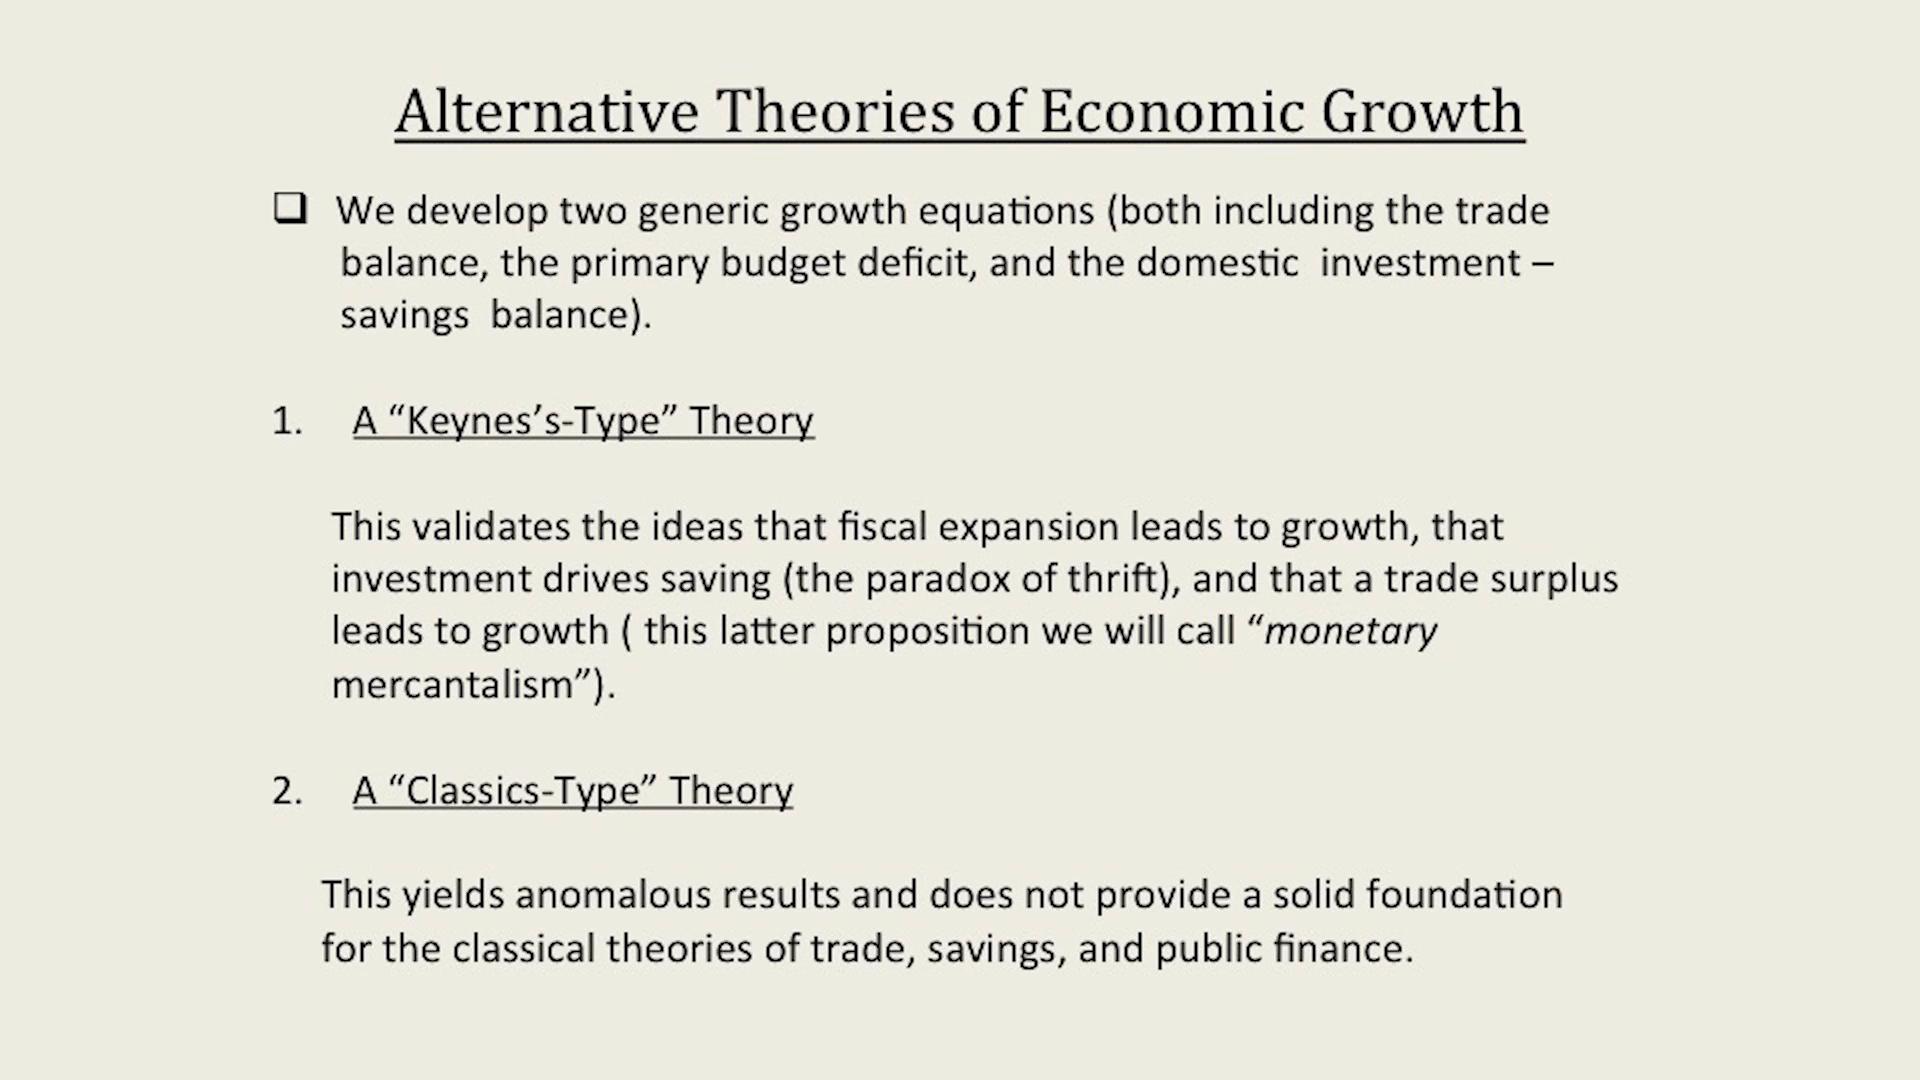 Alternative Theories of Economic Growth
❑ We develop two generic growth equations (both including the trade
balance, the primary budget deficit, and the domestic investment –
savings balance).
1. A “Keynes’s-Type” Theory
This validates the ideas that fiscal expansion leads to growth, that
investment drives saving (the paradox of thrift), and that a trade surplus
leads to growth ( this latter proposition we will call “monetary
mercantalism”).
2. A “Classics-Type” Theory
This yields anomalous results and does not provide a solid foundation
for the classical theories of trade, savings, and public finance.